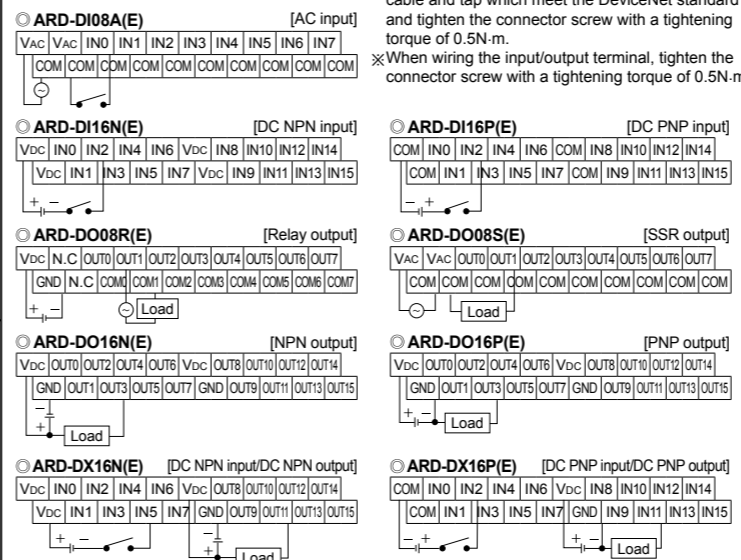 cable and tap which meet the DeviceNet standard
and tighten the connector screw with a tightening
torque of 0.5N·m.
※When wiring the input/output terminal, tighten the
connector screw with a tightening torque of 0.5N·m
◎ ARD-DI08A(E) [AC input]
VAC VAC IN0 IN1 IN2 IN3 IN4 IN5 IN6 IN7
COM COM COM COM COM COM COM COM COM COM
◎ ARD-DI16N(E) [DC NPN input]
VDC IN0 IN2 IN4 IN6 VDC IN8 IN10 IN12 IN14
VDC IN1 IN3 IN5 IN7 VDC IN9 IN11 IN13 IN15
+ −
◎ ARD-DI16P(E) [DC PNP input]
COM IN0 IN2 IN4 IN6 COM IN8 IN10 IN12 IN14
COM IN1 IN3 IN5 IN7 COM IN9 IN11 IN13 IN15
− +
◎ ARD-DO08R(E) [Relay output]
VDC N.C OUT0 OUT1 OUT2 OUT3 OUT4 OUT5 OUT6 OUT7
GND N.C COM0 COM1 COM2 COM3 COM4 COM5 COM6 COM7
+ −
Load
◎ ARD-DO08S(E) [SSR output]
VAC VAC OUT0 OUT1 OUT2 OUT3 OUT4 OUT5 OUT6 OUT7
COM COM COM COM COM COM COM COM COM COM
Load
◎ ARD-DO16N(E) [NPN output]
VDC OUT0 OUT2 OUT4 OUT6 VDC OUT8 OUT10 OUT12 OUT14
GND OUT1 OUT3 OUT5 OUT7 GND OUT9 OUT11 OUT13 OUT15
−
+
Load
◎ ARD-DO16P(E) [PNP output]
VDC OUT0 OUT2 OUT4 OUT6 VDC OUT8 OUT10 OUT12 OUT14
GND OUT1 OUT3 OUT5 OUT7 GND OUT9 OUT11 OUT13 OUT15
+ −
Load
◎ ARD-DX16N(E) [DC NPN input/DC NPN output]
VDC IN0 IN2 IN4 IN6 VDC OUT8 OUT10 OUT12 OUT14
VDC IN1 IN3 IN5 IN7 GND OUT9 OUT11 OUT13 OUT15
+ −
−
+
Load
◎ ARD-DX16P(E) [DC PNP input/DC PNP output]
COM IN0 IN2 IN4 IN6 VDC IN8 IN10 IN12 IN14
COM IN1 IN3 IN5 IN7 GND IN9 IN11 IN13 IN15
− +
+ −
Load